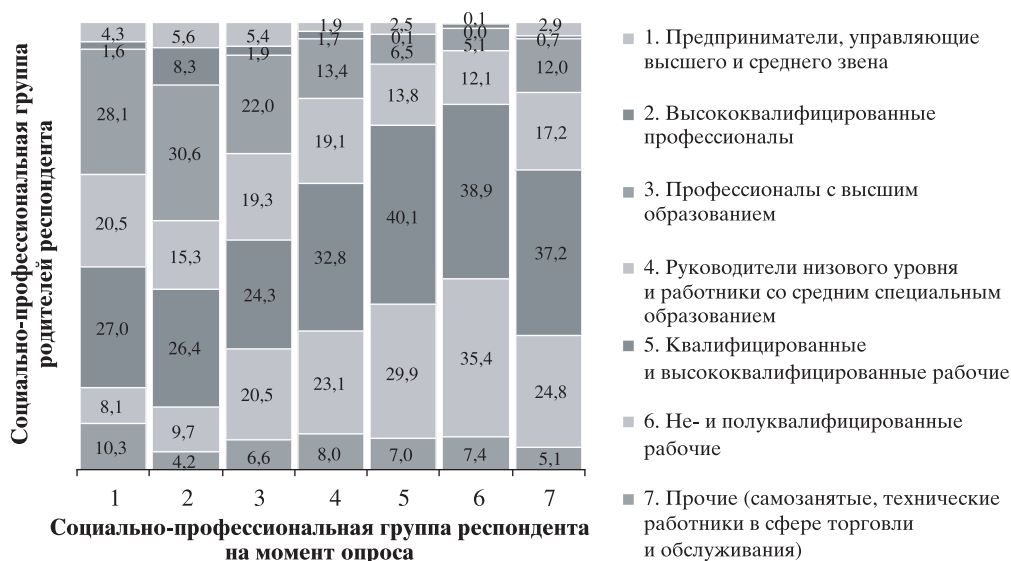 Социально-профессиональная группа
родителей респондента
4,3
1,6
28,1
20,5
27,0
8,1
10,3
5,6
8,3
30,6
15,3
26,4
9,7
4,2
5,4
1,9
22,0
19,3
24,3
20,5
6,6
1,9
1,7
13,4
19,1
32,8
23,1
8,0
2,5
0,1
6,5
13,8
40,1
29,9
7,0
0,1
0,0
5,1
12,1
38,9
35,4
7,4
2,9
0,7
12,0
17,2
37,2
24,8
5,1
1 2 3 4 5 6 7
Социально-профессиональная группа респондента
на момент опроса
1. Предприниматели, управляющие
высшего и среднего звена
2. Высококвалифицированные
профессионалы
3. Профессионалы с высшим
образованием
4. Руководители низового уровня
и работники со средним специальным
образованием
5. Квалифицированные
и высококвалифицированные рабочие
6. Не- и полуквалифицированные
рабочие
7. Прочие (самозанятые, технические
работники в сфере торговли
и обслуживания)